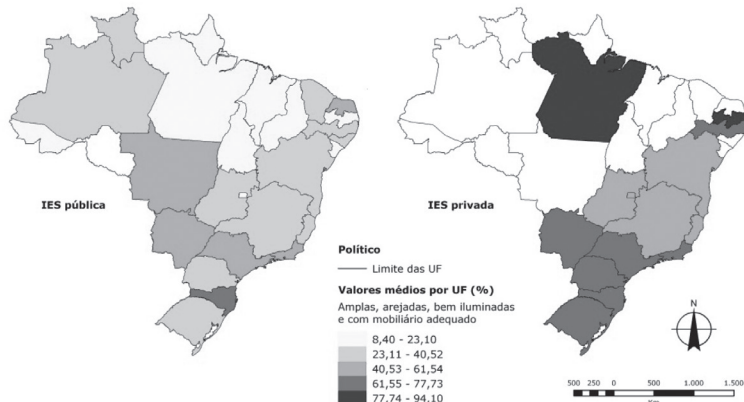 IES pública
IES privada
Político
Limite das UF
Valores médios por UF (%)
Amplas, arejadas, bem iluminadas
e com mobiliário adequado
8,40 - 23,10
23,11 - 40,52
40,53 - 61,54
61,55 - 77,73
77,74 - 94,10
N
500 250 0 500 1.000 1.500
Km